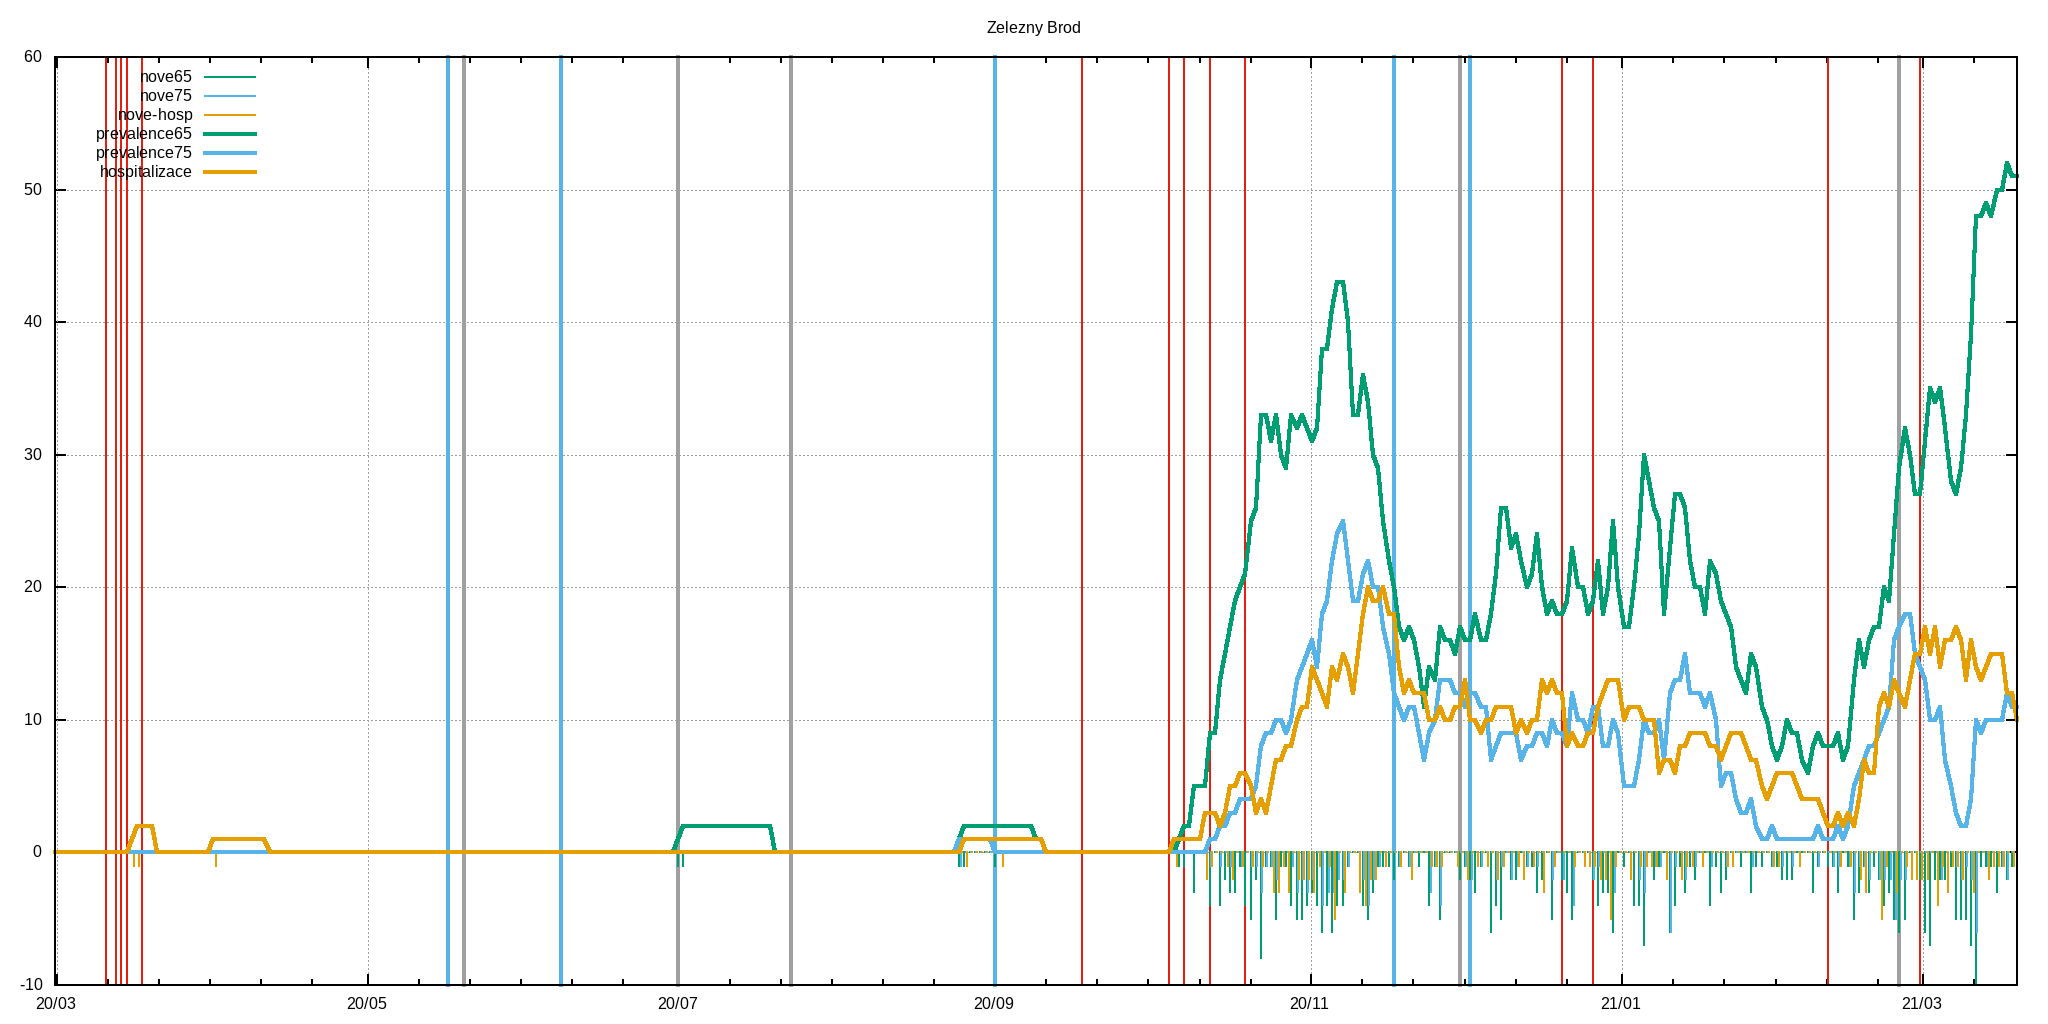 Zelezny Brod
60
nove65
nove75
nove-hosp
prevalence65
prevalence75
hospitalizace
50
40
30
20
10
0
-10
20/03 20/05 20/07 20/09 20/11 21/01 21/03